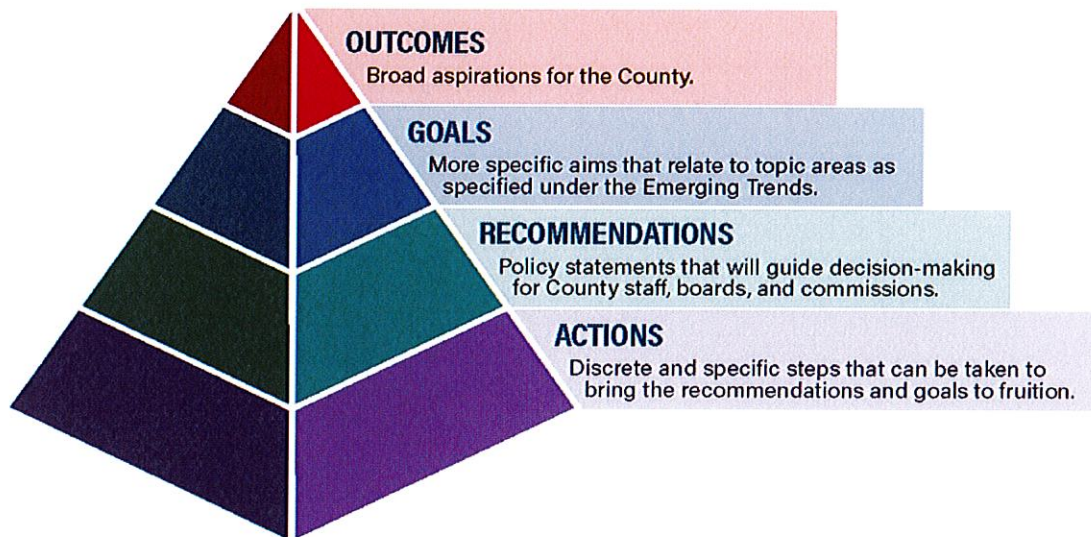 OUTCOMES
Broad aspirations for the County.
GOALS
More specific aims that relate to topic areas as
specified under the Emerging Trends.
RECOMMENDATIONS
Policy statements that will guide decision-making
for County staff, boards, and commissions.
ACTIONS
Discrete and specific steps that can be taken to
bring the recommendations and goals to fruition.